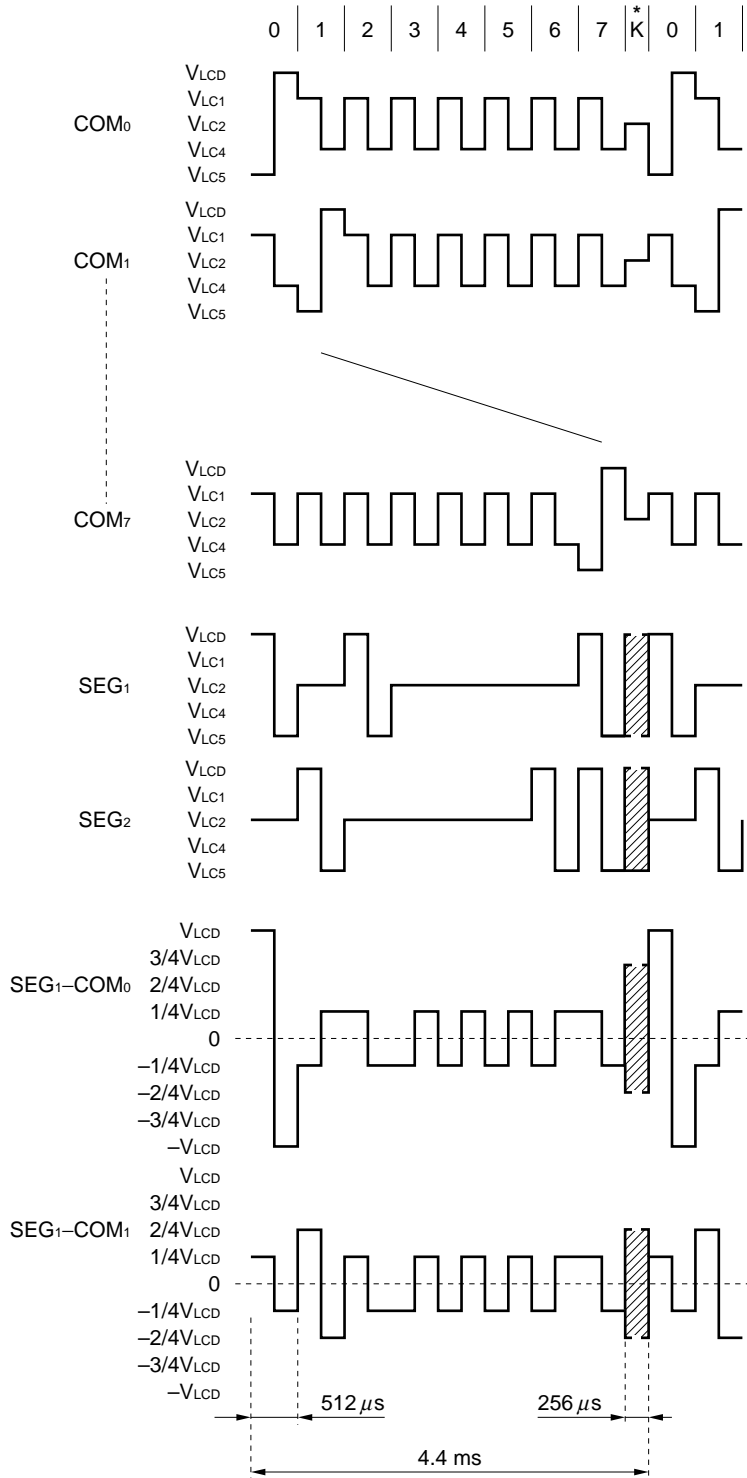 *
0 1 2 3 4 5 6 7 K 0 1
VLCD
VLC1
COM0 VLC2
VLC4
VLC5
VLCD
VLC1
COM1 VLC2
VLC4
VLC5
VLCD
VLC1
COM7 VLC2
VLC4
VLC5
VLCD
VLC1
SEG1 VLC2
VLC4
VLC5
VLCD
VLC1
SEG2 VLC2
VLC4
VLC5
VLCD
3/4VLCD
SEG1–COM0 2/4VLCD
1/4VLCD
0
–1/4VLCD
–2/4VLCD
–3/4VLCD
–VLCD
VLCD
3/4VLCD
SEG1–COM1 2/4VLCD
1/4VLCD
0
–1/4VLCD
–2/4VLCD
–3/4VLCD
–VLCD
512 µs 256 µs
4.4 ms